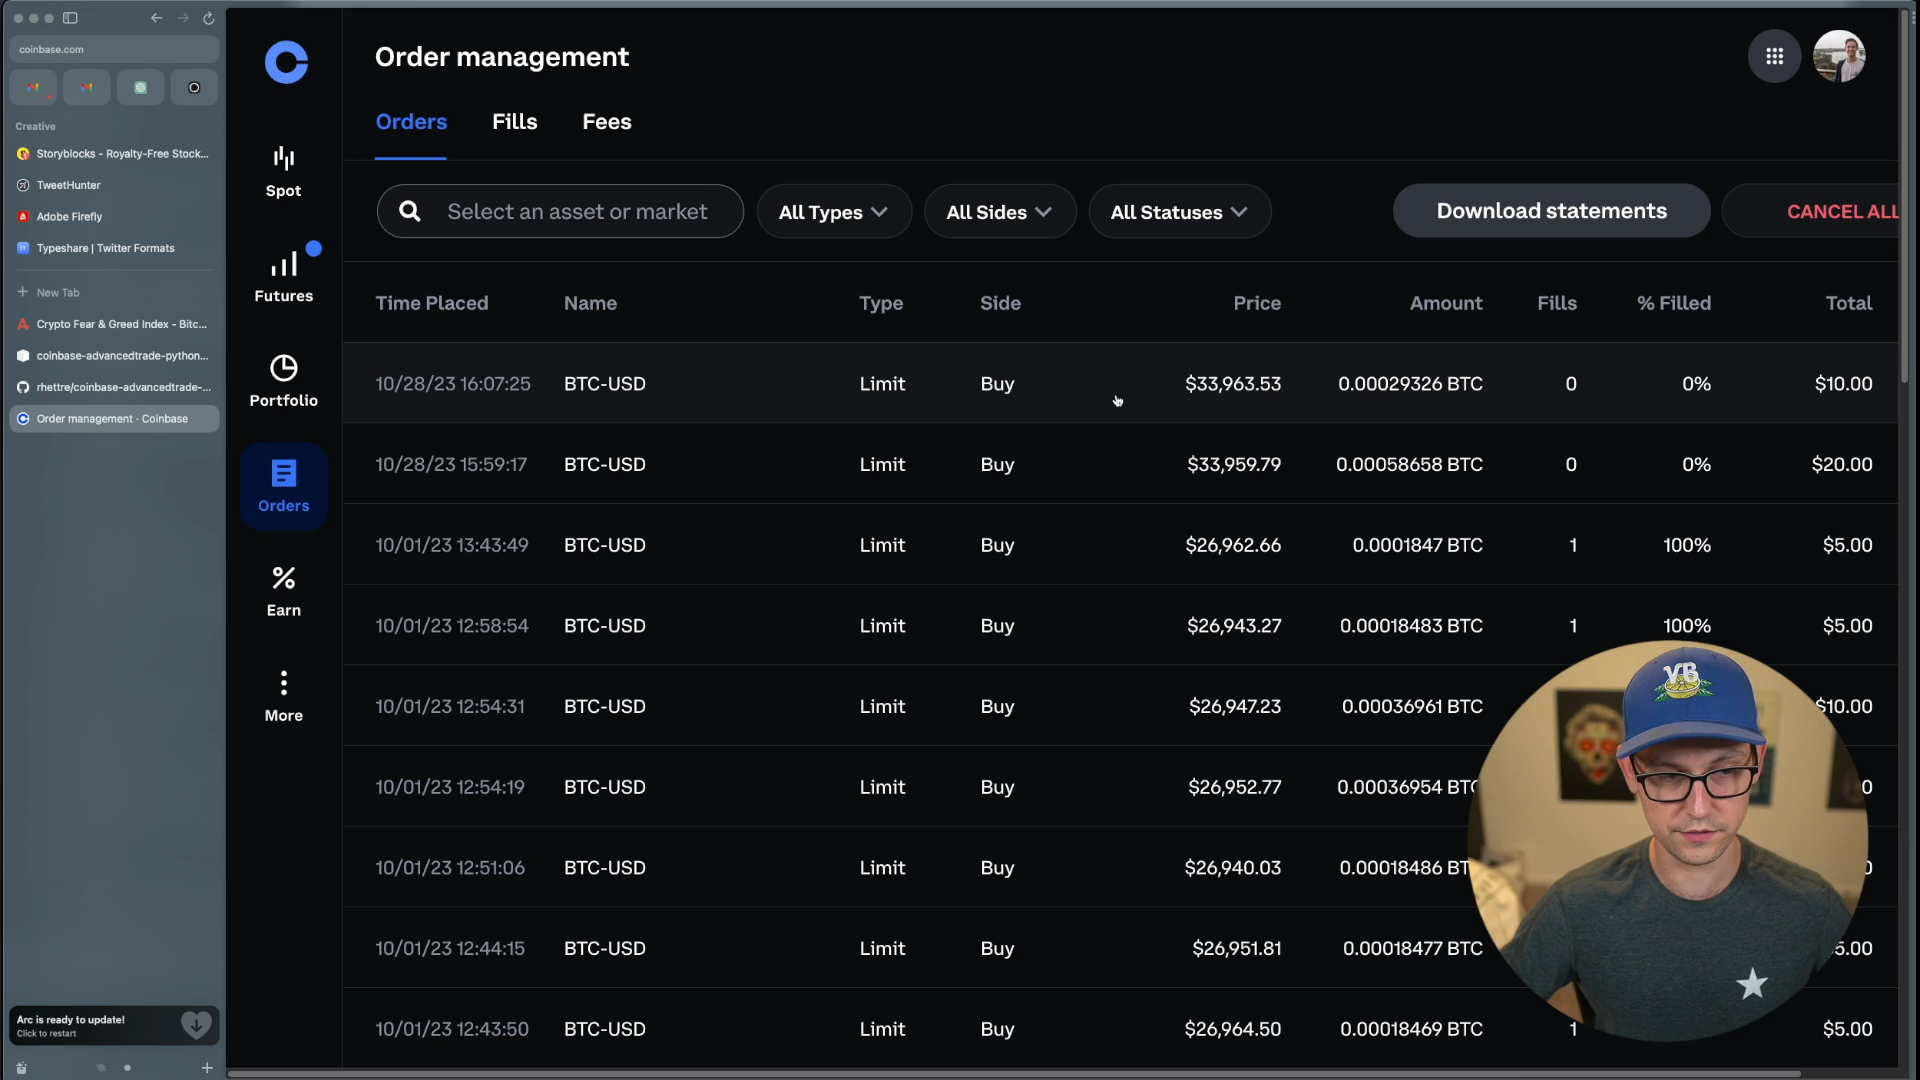 coinbase.com
Creative
Storyblocks - Royalty-Free Stock...
TweetHunter
Adobe Firefly
Typeshare | Twitter Formats
New Tab
Crypto Fear & Greed Index - Bitc...
coinbase-advancedtrade-python...
rhettre/coinbase-advancedtrade-...
Order management · Coinbase
Arc is ready to update!
Click to restart
Spot
Futures
Portfolio
Orders
Earn
More
Order management
Orders Fills Fees
Select an asset or market All Types All Sides All Statuses Download statements CANCEL ALL
Time Placed Name Type Side Price Amount Fills % Filled Total
10/28/23 16:07:25 BTC-USD Limit Buy $33,963.53 0.00029326 BTC 0 0% $10.00
10/28/23 15:59:17 BTC-USD Limit Buy $33,959.79 0.00058658 BTC 0 0% $20.00
10/01/23 13:43:49 BTC-USD Limit Buy $26,962.66 0.0001847 BTC 1 100% $5.00
10/01/23 12:58:54 BTC-USD Limit Buy $26,943.27 0.00018483 BTC 1 100% $5.00
10/01/23 12:54:31 BTC-USD Limit Buy $26,947.23 0.00036961 BTC $10.00
10/01/23 12:54:19 BTC-USD Limit Buy $26,952.77 0.00036954 BTC 0
10/01/23 12:51:06 BTC-USD Limit Buy $26,940.03 0.00018486 BT
10/01/23 12:44:15 BTC-USD Limit Buy $26,951.81 0.00018477 BTC 5.00
10/01/23 12:43:50 BTC-USD Limit Buy $26,964.50 0.00018469 BTC 1 $5.00
VB